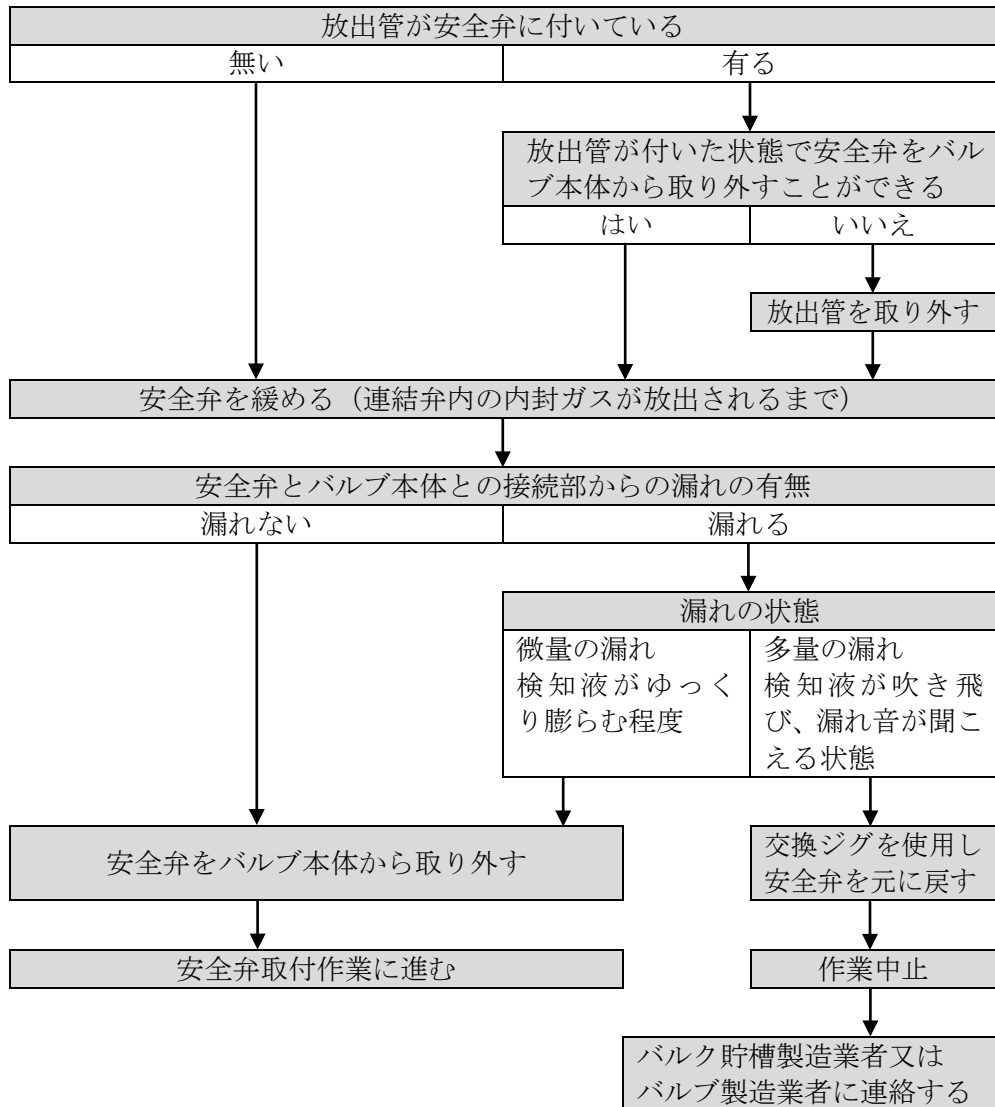 放出管が安全弁に付いている
無い
有る
放出管が付いた状態で安全弁をバル
ブ本体から取り外すことができる
はい
いいえ
放出管を取り外す
安全弁を緩める（連結弁内の内封ガスが放出されるまで）
安全弁とバルブ本体との接続部からの漏れの有無
漏れない
漏れる
漏れの状態
微量の漏れ
検知液がゆっく
り膨らむ程度
多量の漏れ
検知液が吹き飛
び、漏れ音が聞こ
える状態
安全弁をバルブ本体から取り外す
交換ジグを使用し
安全弁を元に戻す
安全弁取付作業に進む
作業中止
バルク貯槽製造業者又は
バルブ製造業者に連絡する